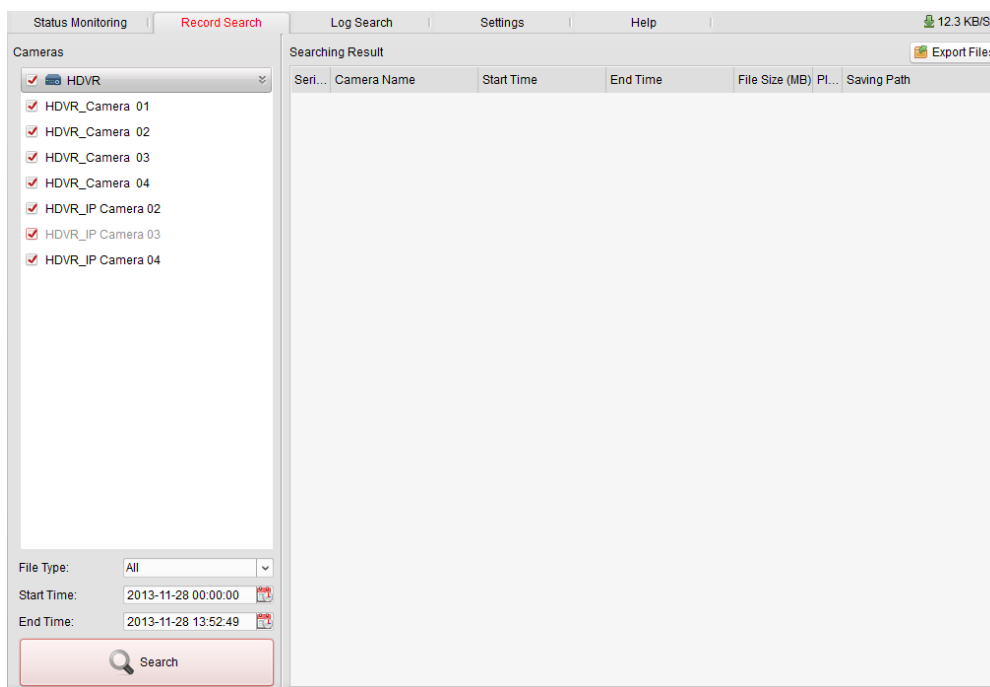 Status Monitoring Record Search Log Search Settings Help 12.3 KB/S
Cameras
HDVR
HDVR_Camera 01
HDVR_Camera 02
HDVR_Camera 03
HDVR_Camera 04
HDVR_IP Camera 02
HDVR_IP Camera 03
HDVR_IP Camera 04
File Type: All
Start Time: 2013-11-28 00:00:00
End Time: 2013-11-28 13:52:49
Search
Searching Result Export Files
Seri... Camera Name Start Time End Time File Size (MB) Pl... Saving Path